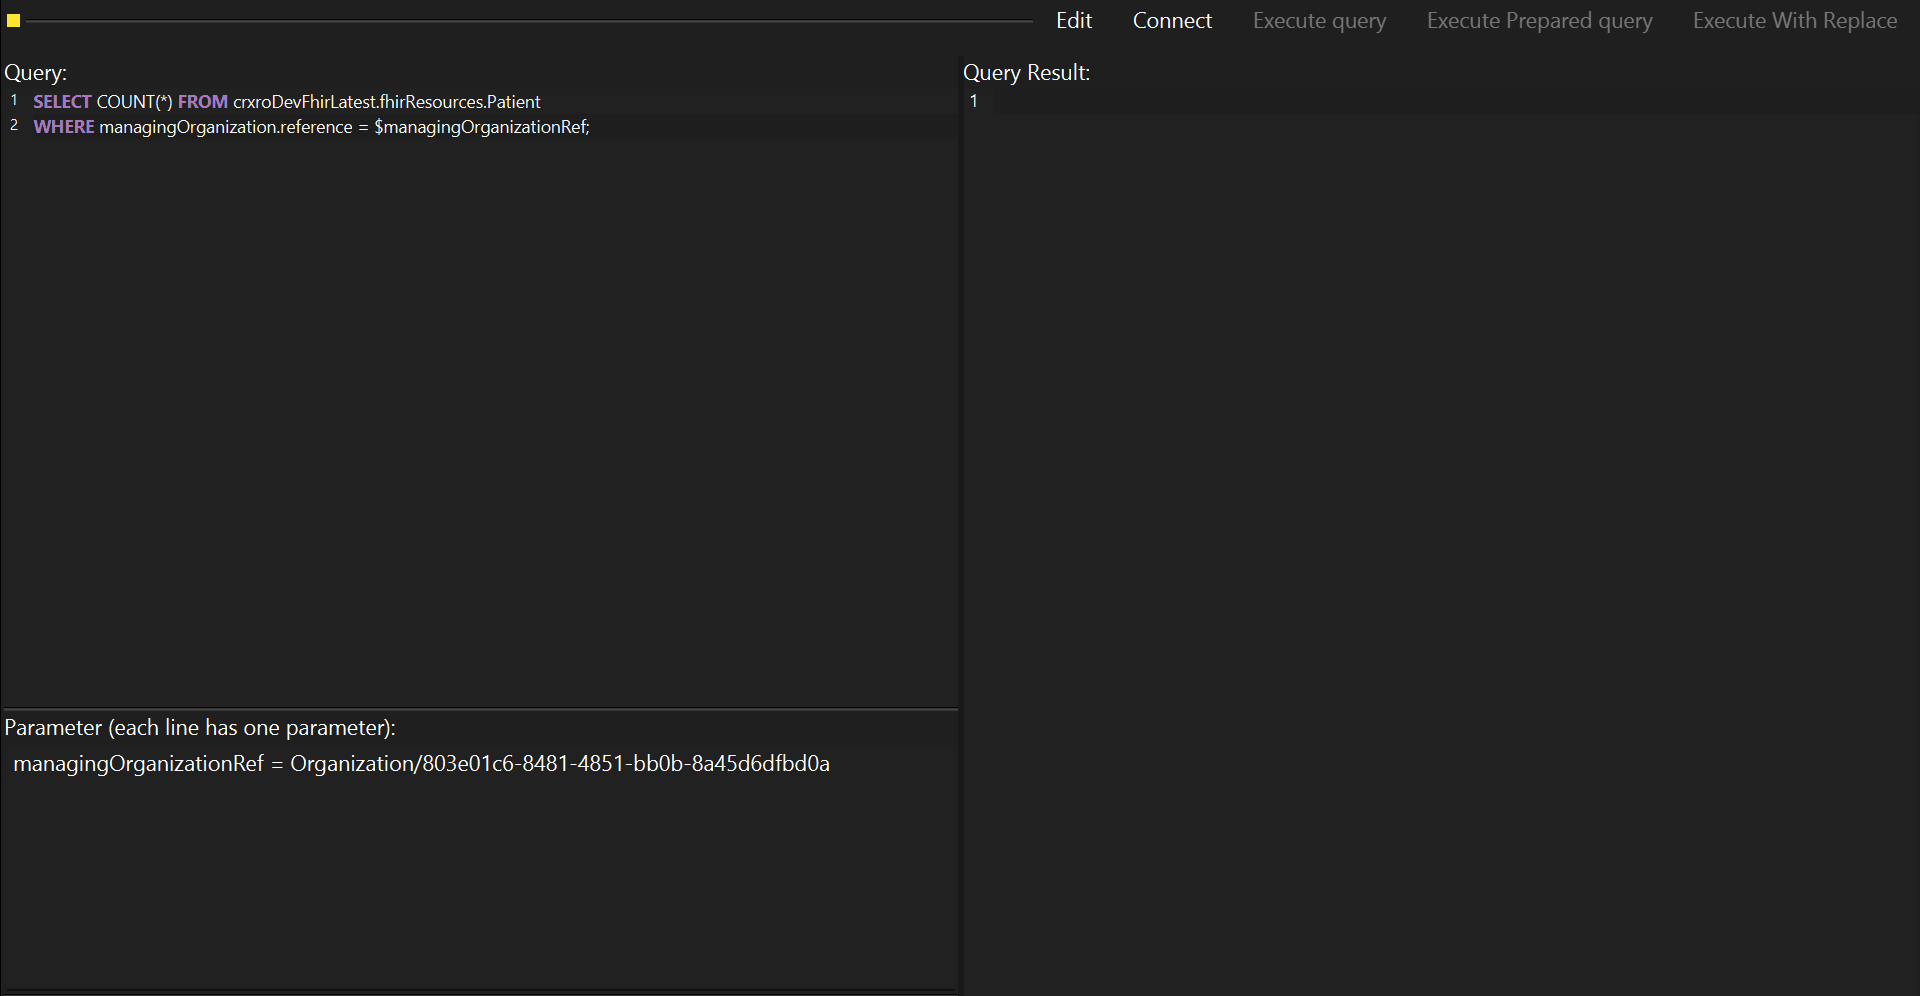 Edit Connect Execute query Execute Prepared query Execute With Replace
Query:
1 SELECT COUNT(*) FROM crxroDevFhirLatest.fhirResources.Patient
2 WHERE managingOrganization.reference = $managingOrganizationRef;
Parameter (each line has one parameter):
managingOrganizationRef = Organization/803e01c6-8481-4851-bb0b-8a45d6dfbd0a
Query Result:
1